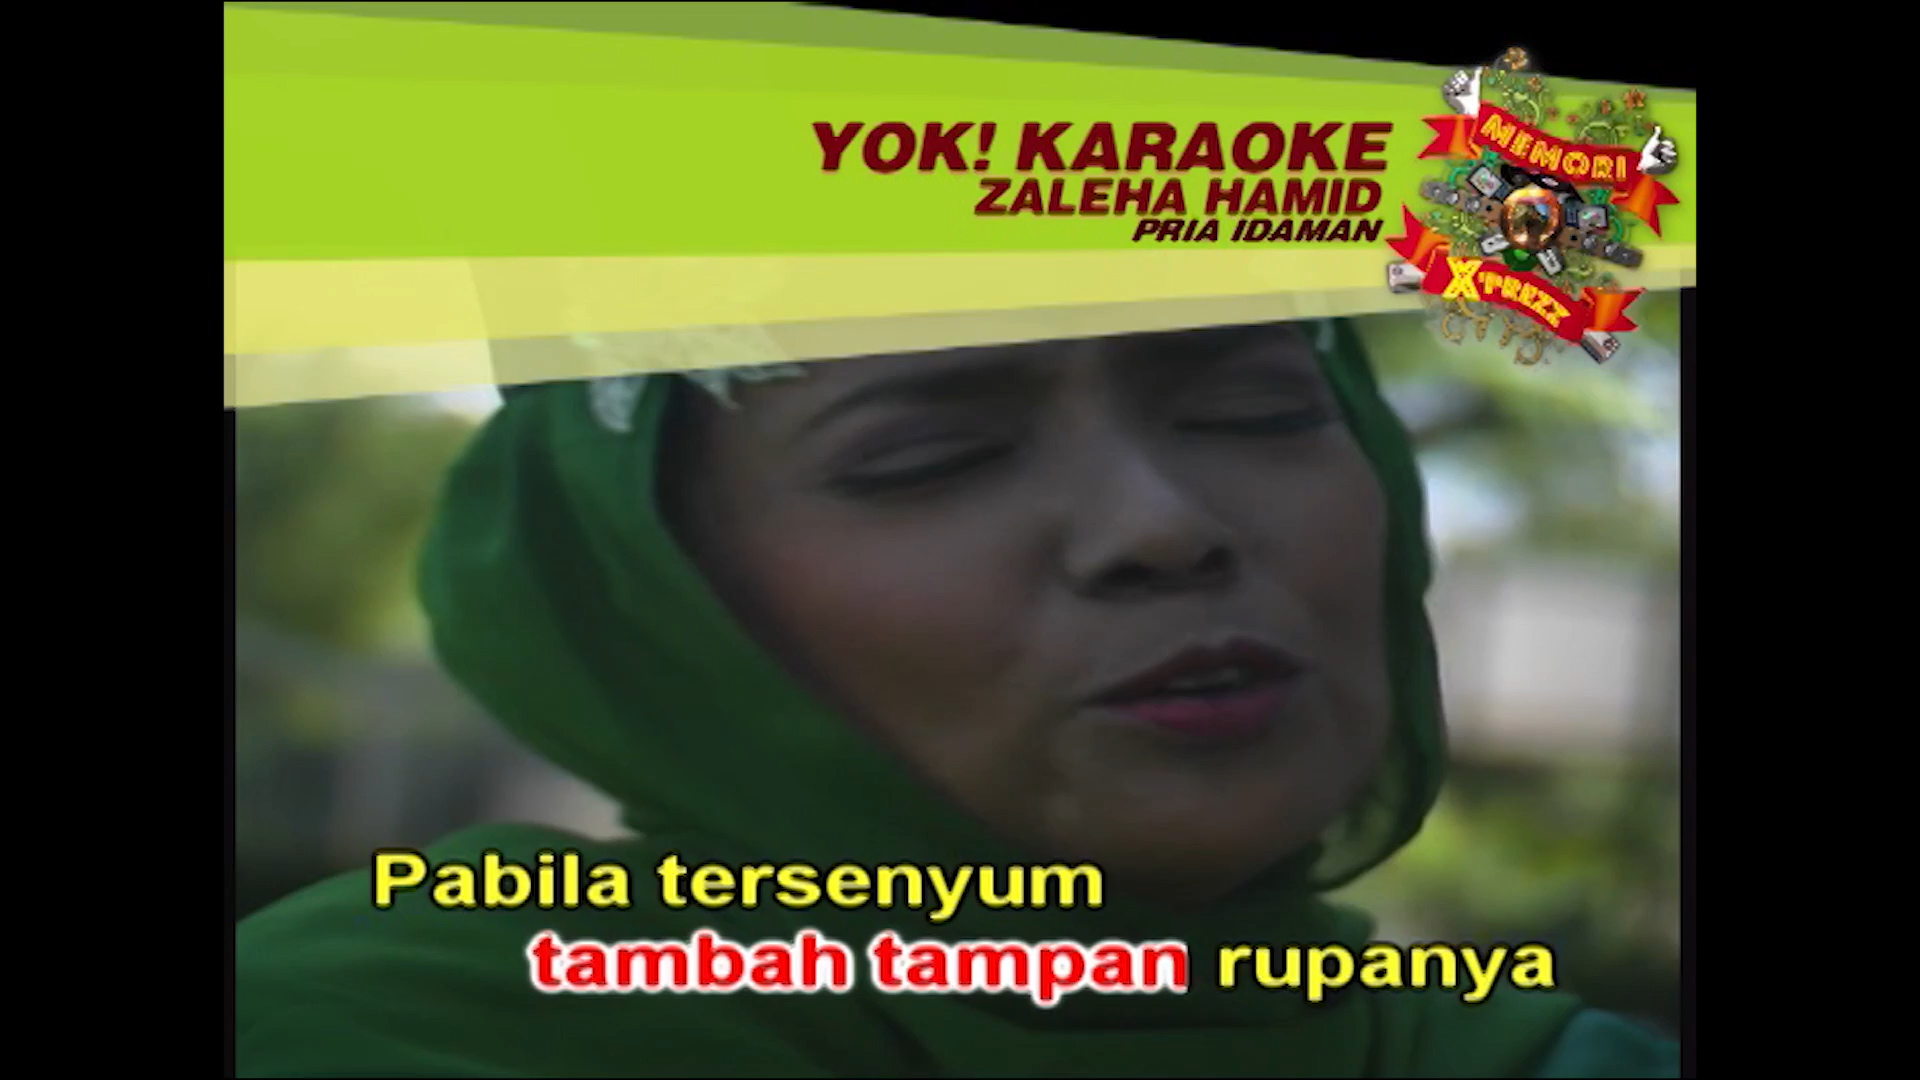 YOK! KARAOKE
ZALEHA HAMID
PRIA IDAMAN
MEMORI
X'PREZZ
Pabila tersenyum
tambah tampan rupanya